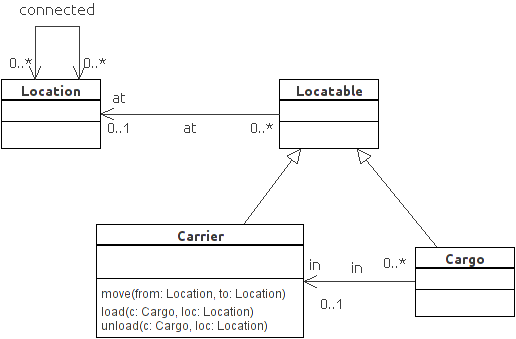 connected
0..* 0..*
Location
Locatable
at
0..1 at 0..*
Carrier
Cargo
in in 0..*
0..1
move(from: Location, to: Location)
load(c: Cargo, loc: Location)
unload(c: Cargo, loc: Location)